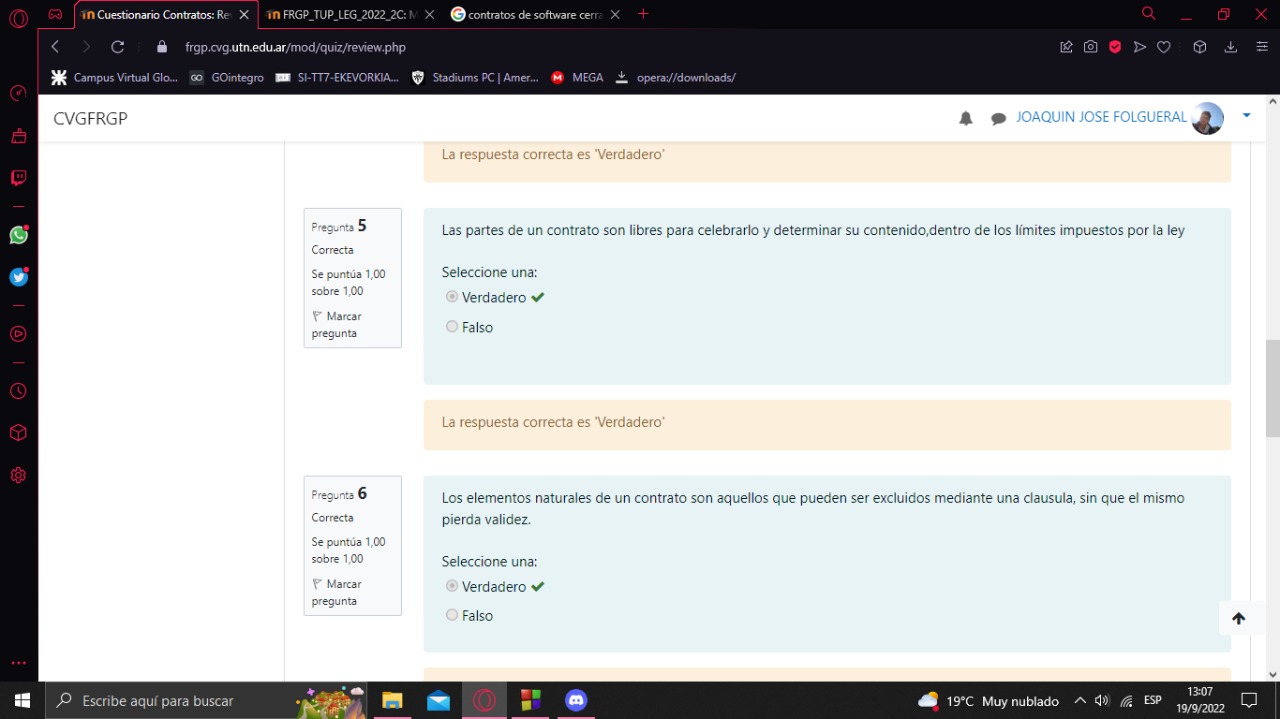 Cuestionario Contratos: Re
FRGP_TUP_LEG_2022_2C: M
contratos de software cerra
frgp.cvg.utn.edu.ar/mod/quiz/review.php
Campus Virtual Glo...
GO
GOintegro
SI-TT7-EKEVORKIA...
Stadiums PC | Amer...
MEGA
opera://downloads/
CVGFRGP
JOAQUIN JOSE FOLGUERAL
La respuesta correcta es 'Verdadero'
Pregunta 5
Correcta
Se puntúa 1,00
sobre 1,00
Marcar
pregunta
Las partes de un contrato son libres para celebrarlo y determinar su contenido,dentro de los límites impuestos por la ley
Seleccione una:
Verdadero
Falso
La respuesta correcta es 'Verdadero'
Pregunta 6
Correcta
Se puntúa 1,00
sobre 1,00
Marcar
pregunta
Los elementos naturales de un contrato son aquellos que pueden ser excluidos mediante una clausula, sin que el mismo
pierda validez.
Seleccione una:
Verdadero
Falso
Escribe aquí para buscar
19°C Muy nublado
ESP
13:07
19/9/2022